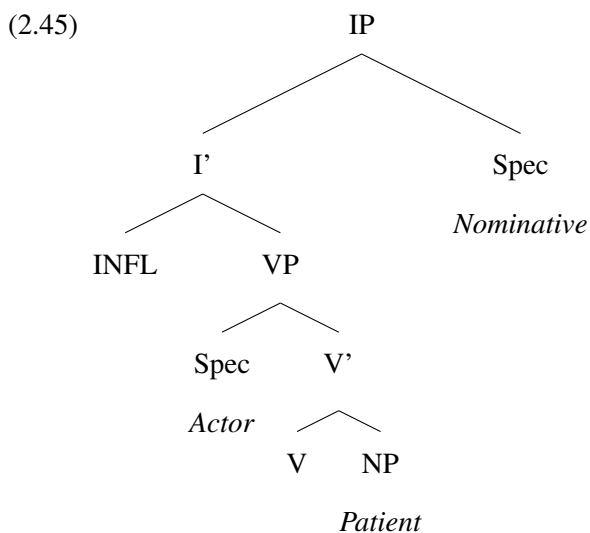 (2.45) IP
I’ Spec
Nominative
INFL VP
Spec V’
Actor
V NP
Patient